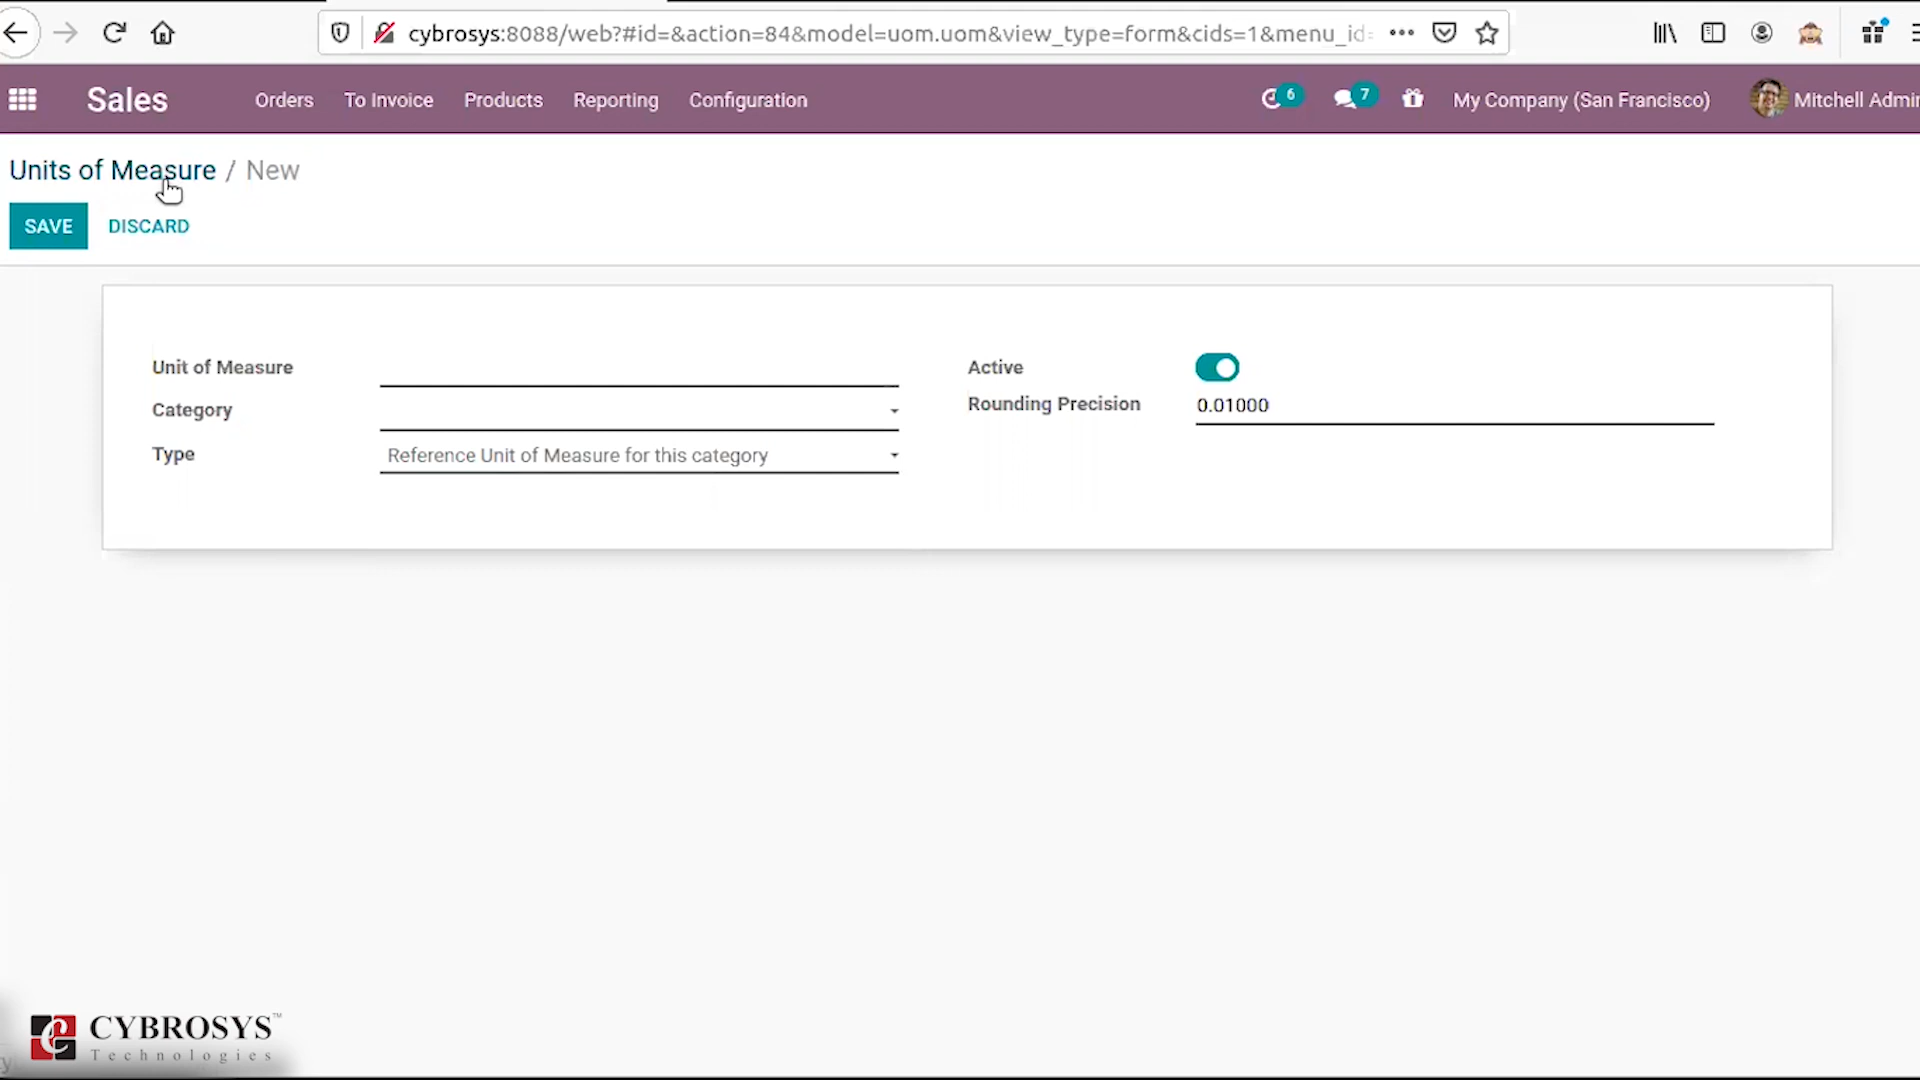 cybrosys:8088/web?#id=&action=84&model=uom.uom&view_type=form&cids=1&menu_id=
Sales Orders To Invoice Products Reporting Configuration 6 7 My Company (San Francisco) Mitchell Admin
Units of Measure / New
SAVE DISCARD
Unit of Measure Active
Category Rounding Precision 0.01000
Type Reference Unit of Measure for this category
CYBROSYS™
Technologies